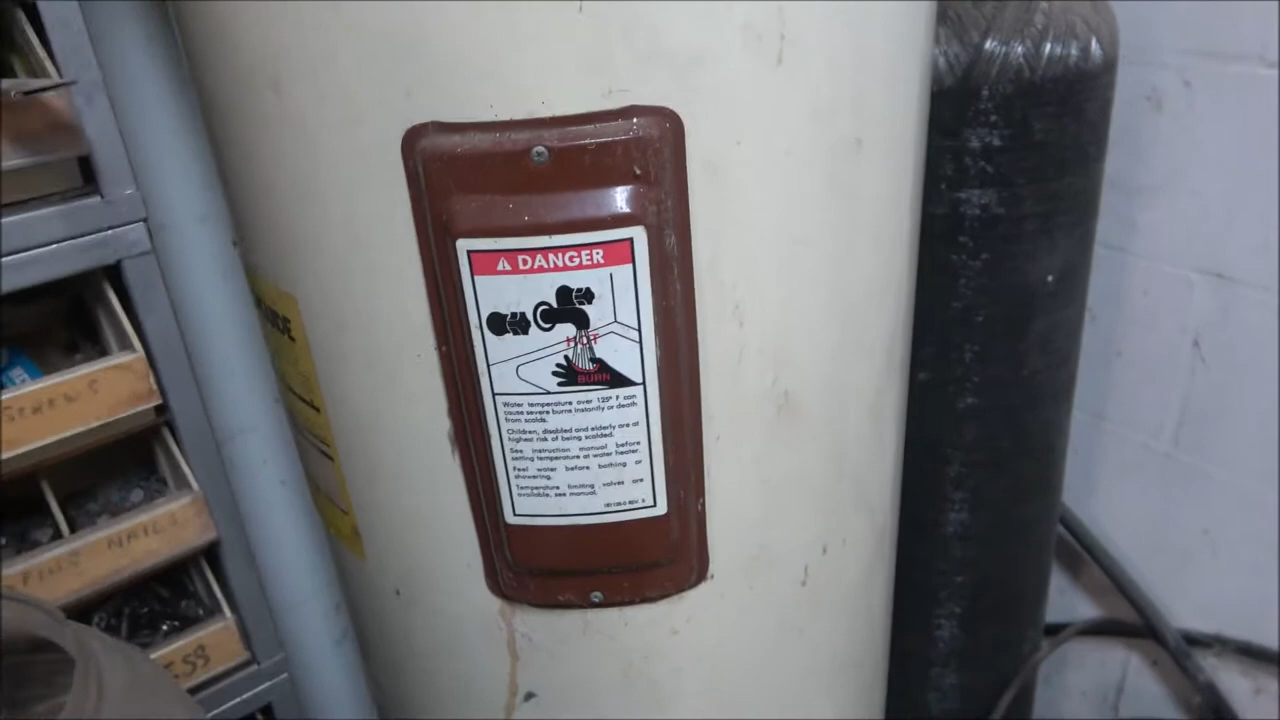 DANGER
HOT
BURN
Water temperature over 125° F can
cause severe burns instantly or death
from scalds.
Children, disabled and elderly are at
highest risk of being scalded.
See instruction manual before
setting temperature at water heater.
Feel water before bathing or
showering.
Temperature limiting valves are
available, see manual.
SCREWS
NAILS